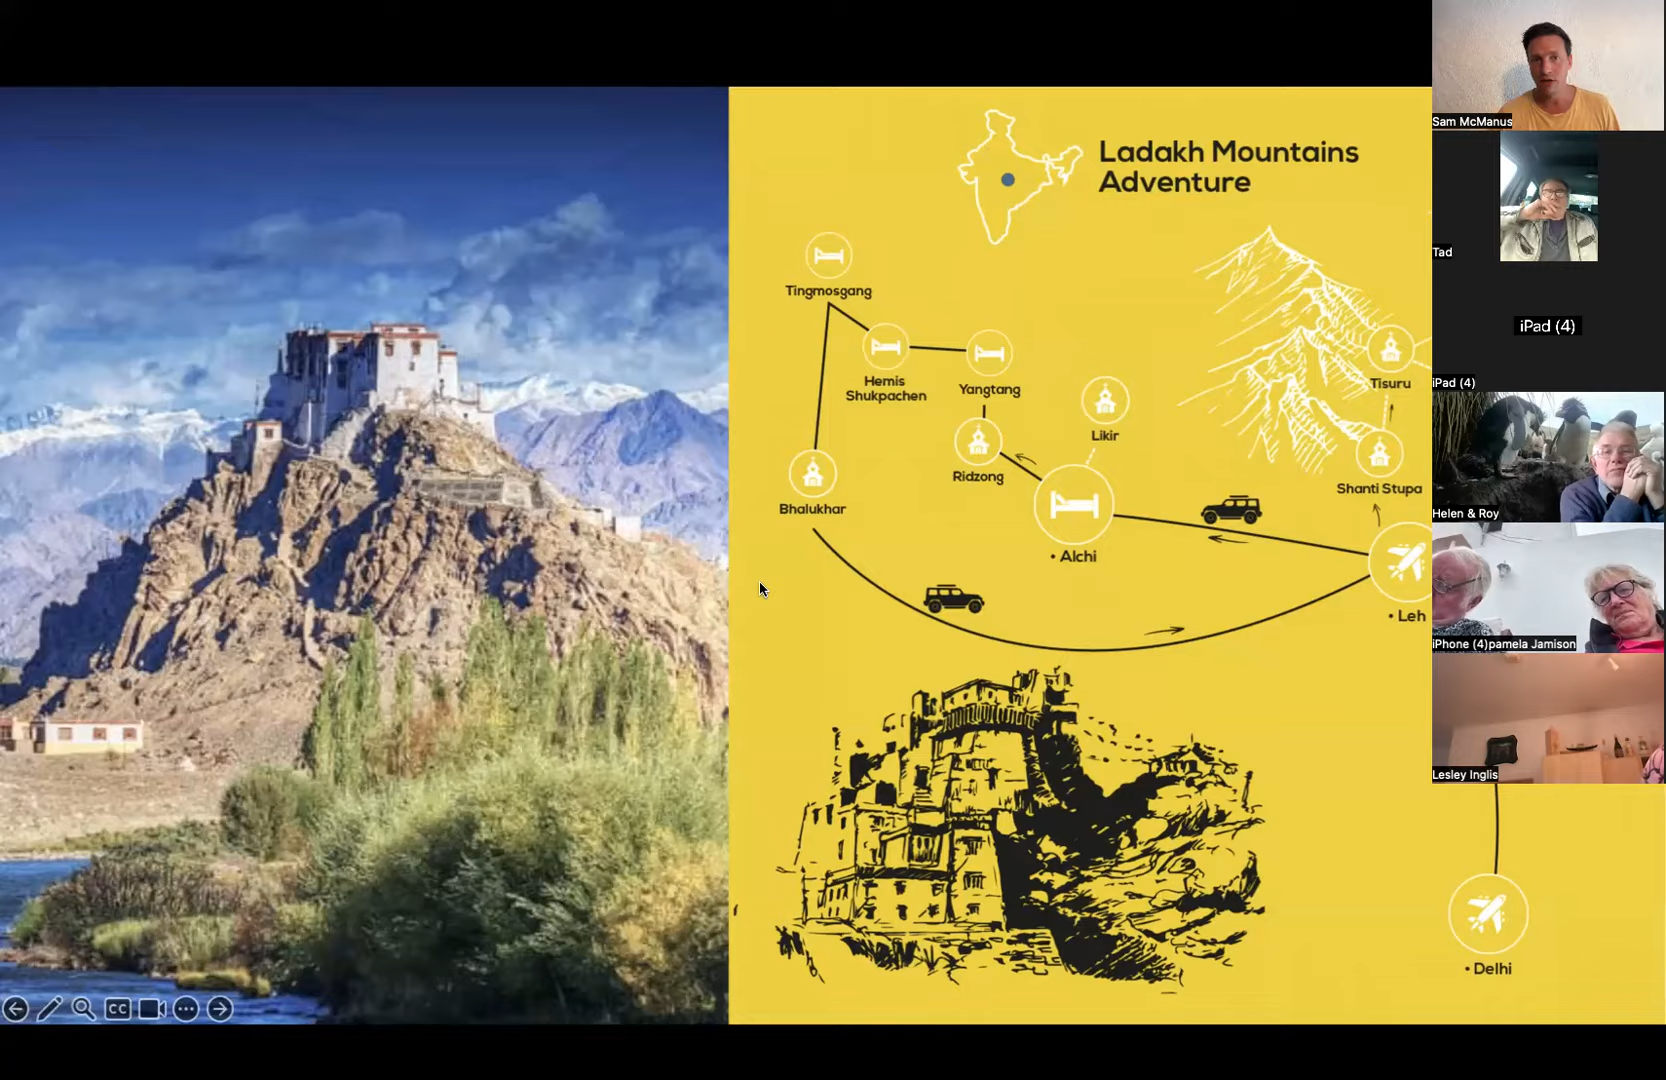 Ladakh Mountains
Adventure
Tingmosgang
Hemis
Shukpachen
Yangtang
Likir
Ridzong
Bhalukhar
• Alchi
Tisuru
Shanti Stupa
• Leh
• Delhi
CC
Sam McManus
Tad
iPad (4)
iPad (4)
Helen & Roy
iPhone (4)pamela Jamison
Lesley Inglis